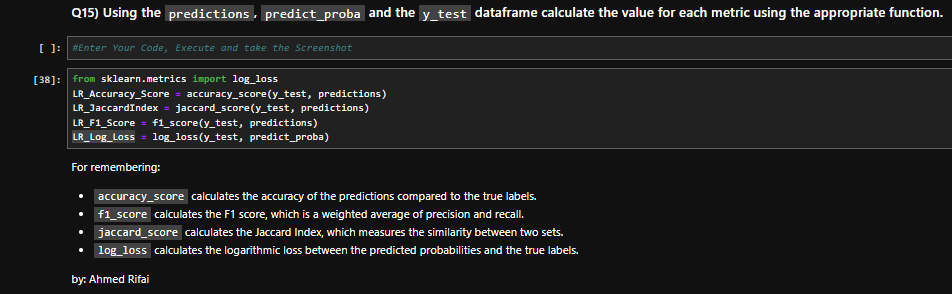 Q15) Using the predictions, predict_proba and the y_test dataframe calculate the value for each metric using the appropriate function.
[ ]: #Enter Your Code, Execute and take the Screenshot
[38]: from sklearn.metrics import log_loss
LR_Accuracy_Score = accuracy_score(y_test, predictions)
LR_JaccardIndex = jaccard_score(y_test, predictions)
LR_F1_Score = f1_score(y_test, predictions)
LR_Log_Loss = log_loss(y_test, predict_proba)
For remembering:
• accuracy_score calculates the accuracy of the predictions compared to the true labels.
• f1_score calculates the F1 score, which is a weighted average of precision and recall.
• jaccard_score calculates the Jaccard Index, which measures the similarity between two sets.
• log_loss calculates the logarithmic loss between the predicted probabilities and the true labels.
by: Ahmed Rifai